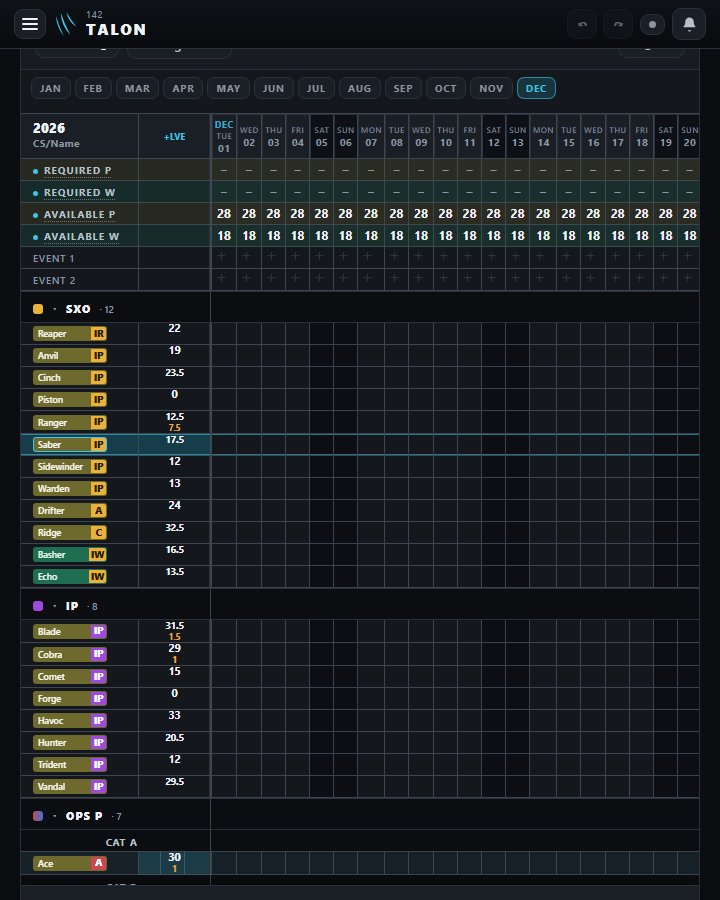 142
TALON
JAN FEB MAR APR MAY JUN JUL AUG SEP OCT NOV DEC
2026
CS/Name
+LVE
DEC
TUE WED THU FRI SAT SUN MON TUE WED THU FRI SAT SUN MON TUE WED THU FRI SAT SUN
01 02 03 04 05 06 07 08 09 10 11 12 13 14 15 16 17 18 19 20
REQUIRED P – – – – – – – – – – – – – – – – – – – –
REQUIRED W – – – – – – – – – – – – – – – – – – – –
AVAILABLE P 28 28 28 28 28 28 28 28 28 28 28 28 28 28 28 28 28 28 28 28
AVAILABLE W 18 18 18 18 18 18 18 18 18 18 18 18 18 18 18 18 18 18 18 18
EVENT 1 + + + + + + + + + + + + + + + + + + + +
EVENT 2 + + + + + + + + + + + + + + + + + + + +
SXO · 12
Reaper IR 22
Anvil IP 19
Cinch IP 23.5
Piston IP 0
Ranger IP 12.5
7.5
Saber IP 17.5
Sidewinder IP 12
Warden IP 13
Drifter A 24
Ridge C 32.5
Basher IW 16.5
Echo IW 13.5
IP · 8
Blade IP 31.5
1.5
Cobra IP 29
1
Comet IP 15
Forge IP 0
Havoc IP 33
Hunter IP 20.5
Trident IP 12
Vandal IP 29.5
OPS P · 7
CAT A
Ace A 30
1